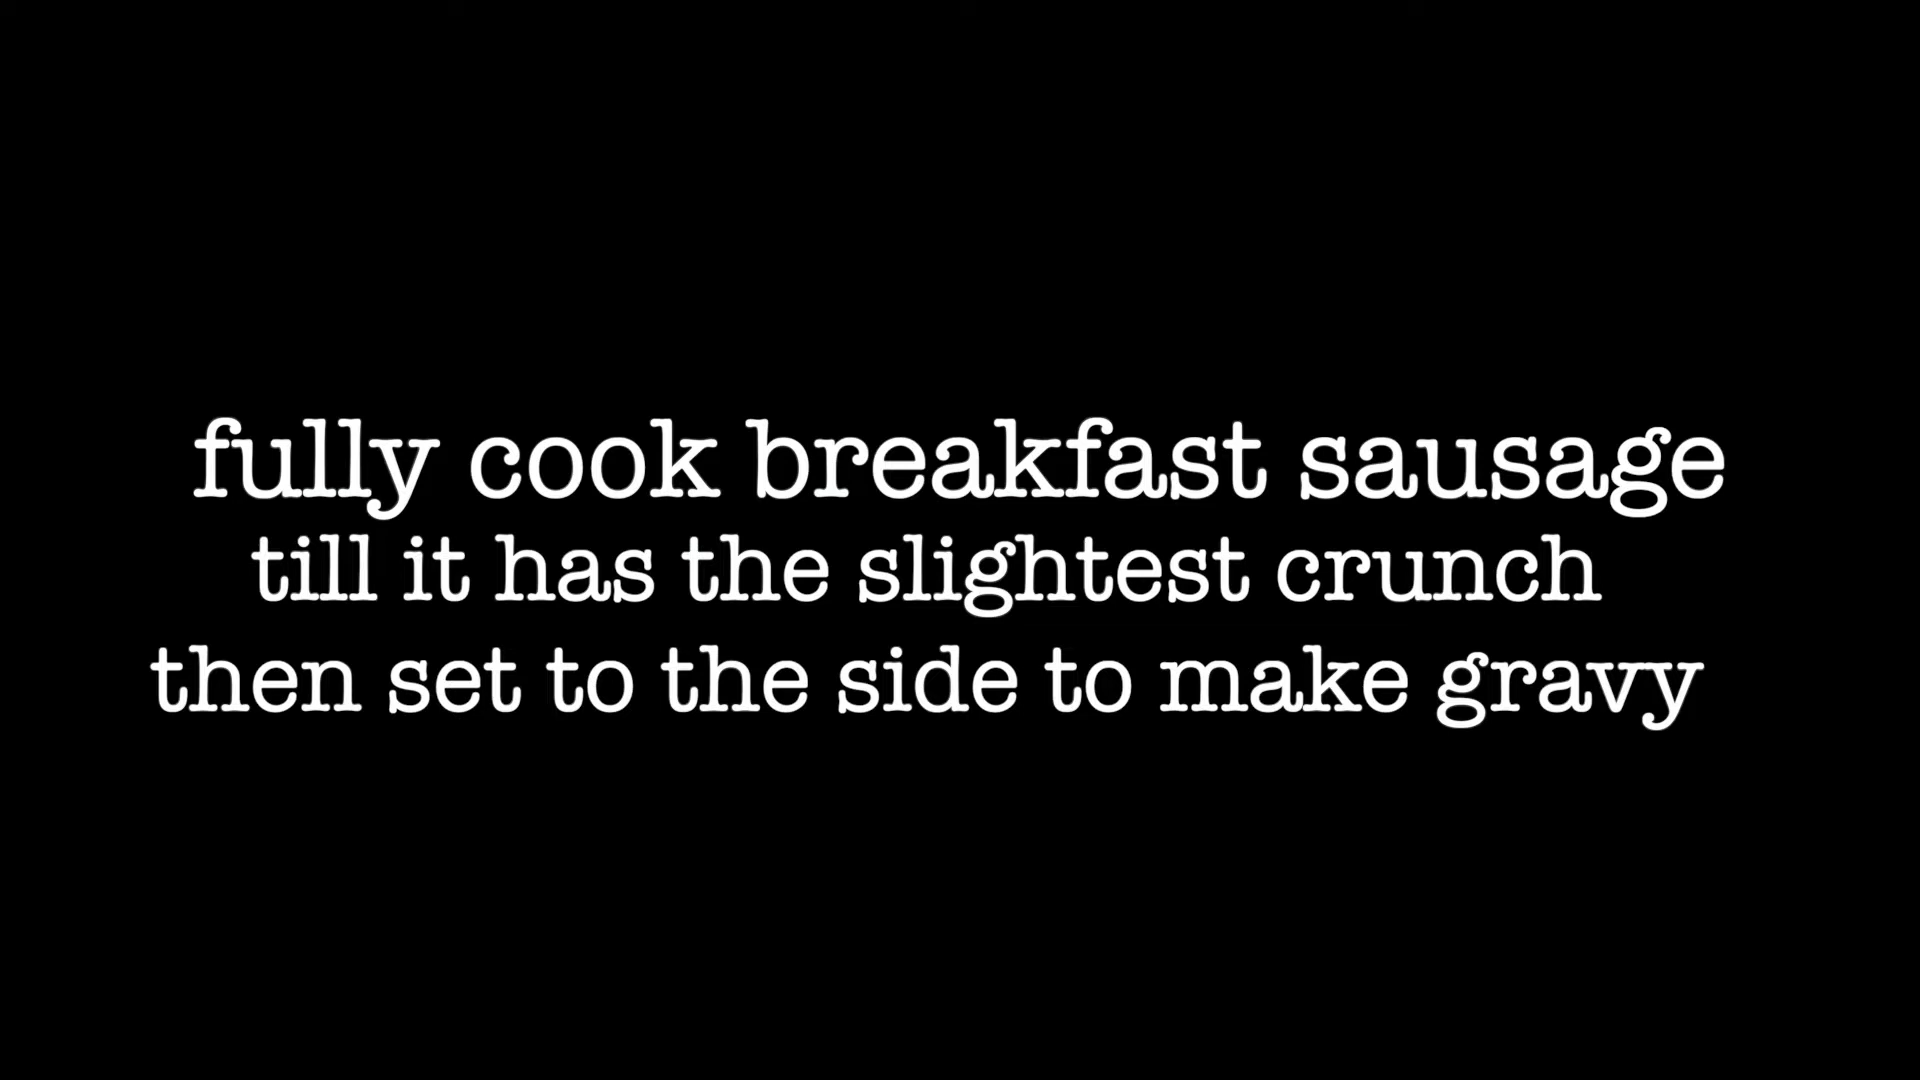 fully cook breakfast sausage
till it has the slightest crunch
then set to the side to make gravy